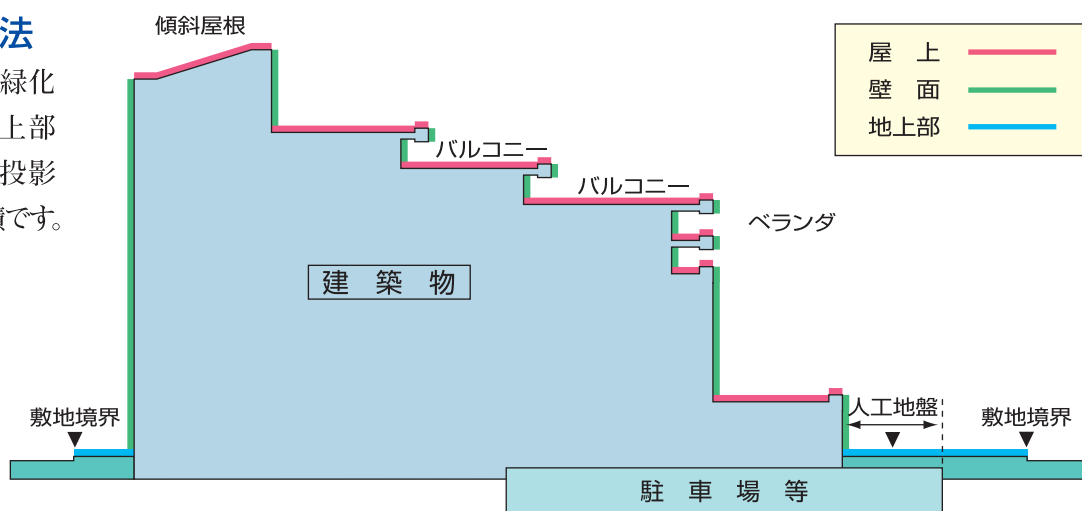 法
緑化
上部
投影
です。
傾斜屋根
屋 上
壁 面
地上部
バルコニー
バルコニー
ベランダ
建 築 物
敷地境界
人工地盤
敷地境界
駐 車 場 等